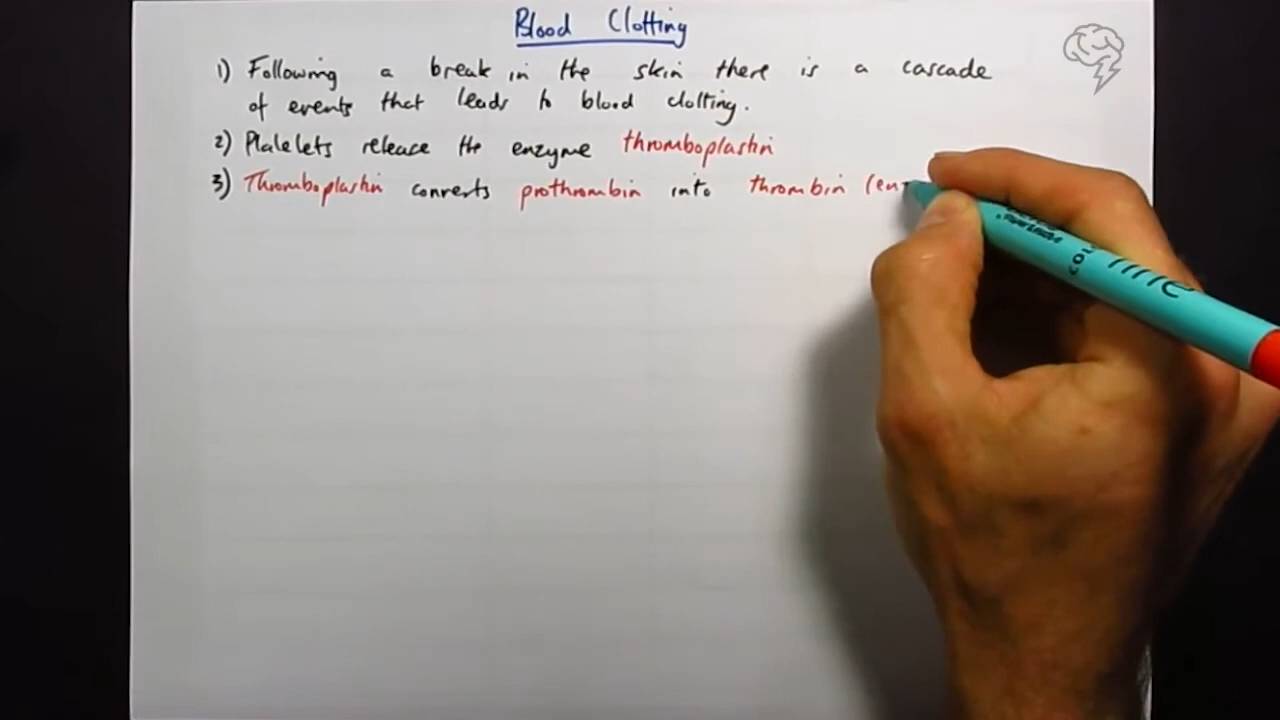 Blood Clotting
1) Following a break in the skin there is a cascade
of events that leads to blood clotting.
2) Platelets release the enzyme thromboplastin
3) Thromboplastin converts prothrombin into thrombin (en